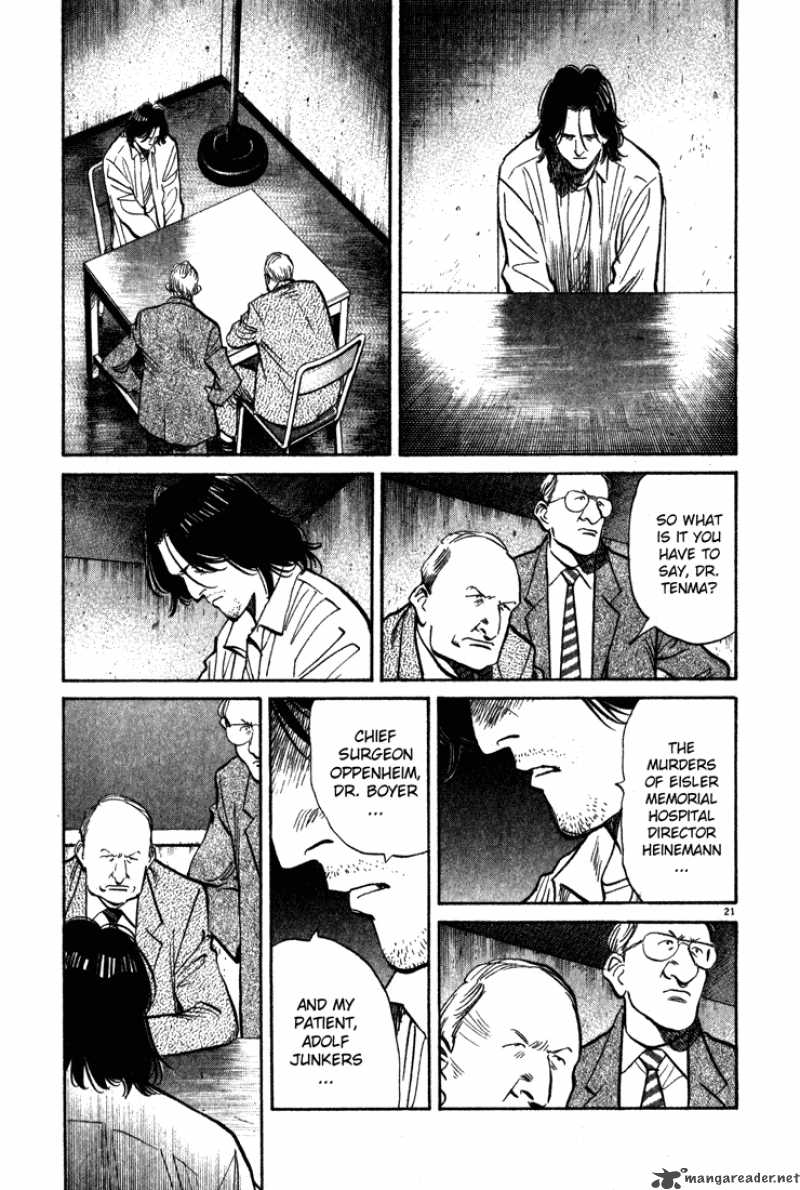 SO WHAT
IS IT YOU
HAVE TO
SAY, DR.
TENMA?
THE
MURDERS
OF EISLER
MEMORIAL
HOSPITAL
DIRECTOR
HEINEMANN
...
CHIEF
SURGEON
OPPENHEIM,
DR. BOYER
...
AND MY
PATIENT,
ADOLF
JUNKERS
...
21
mangareader.net